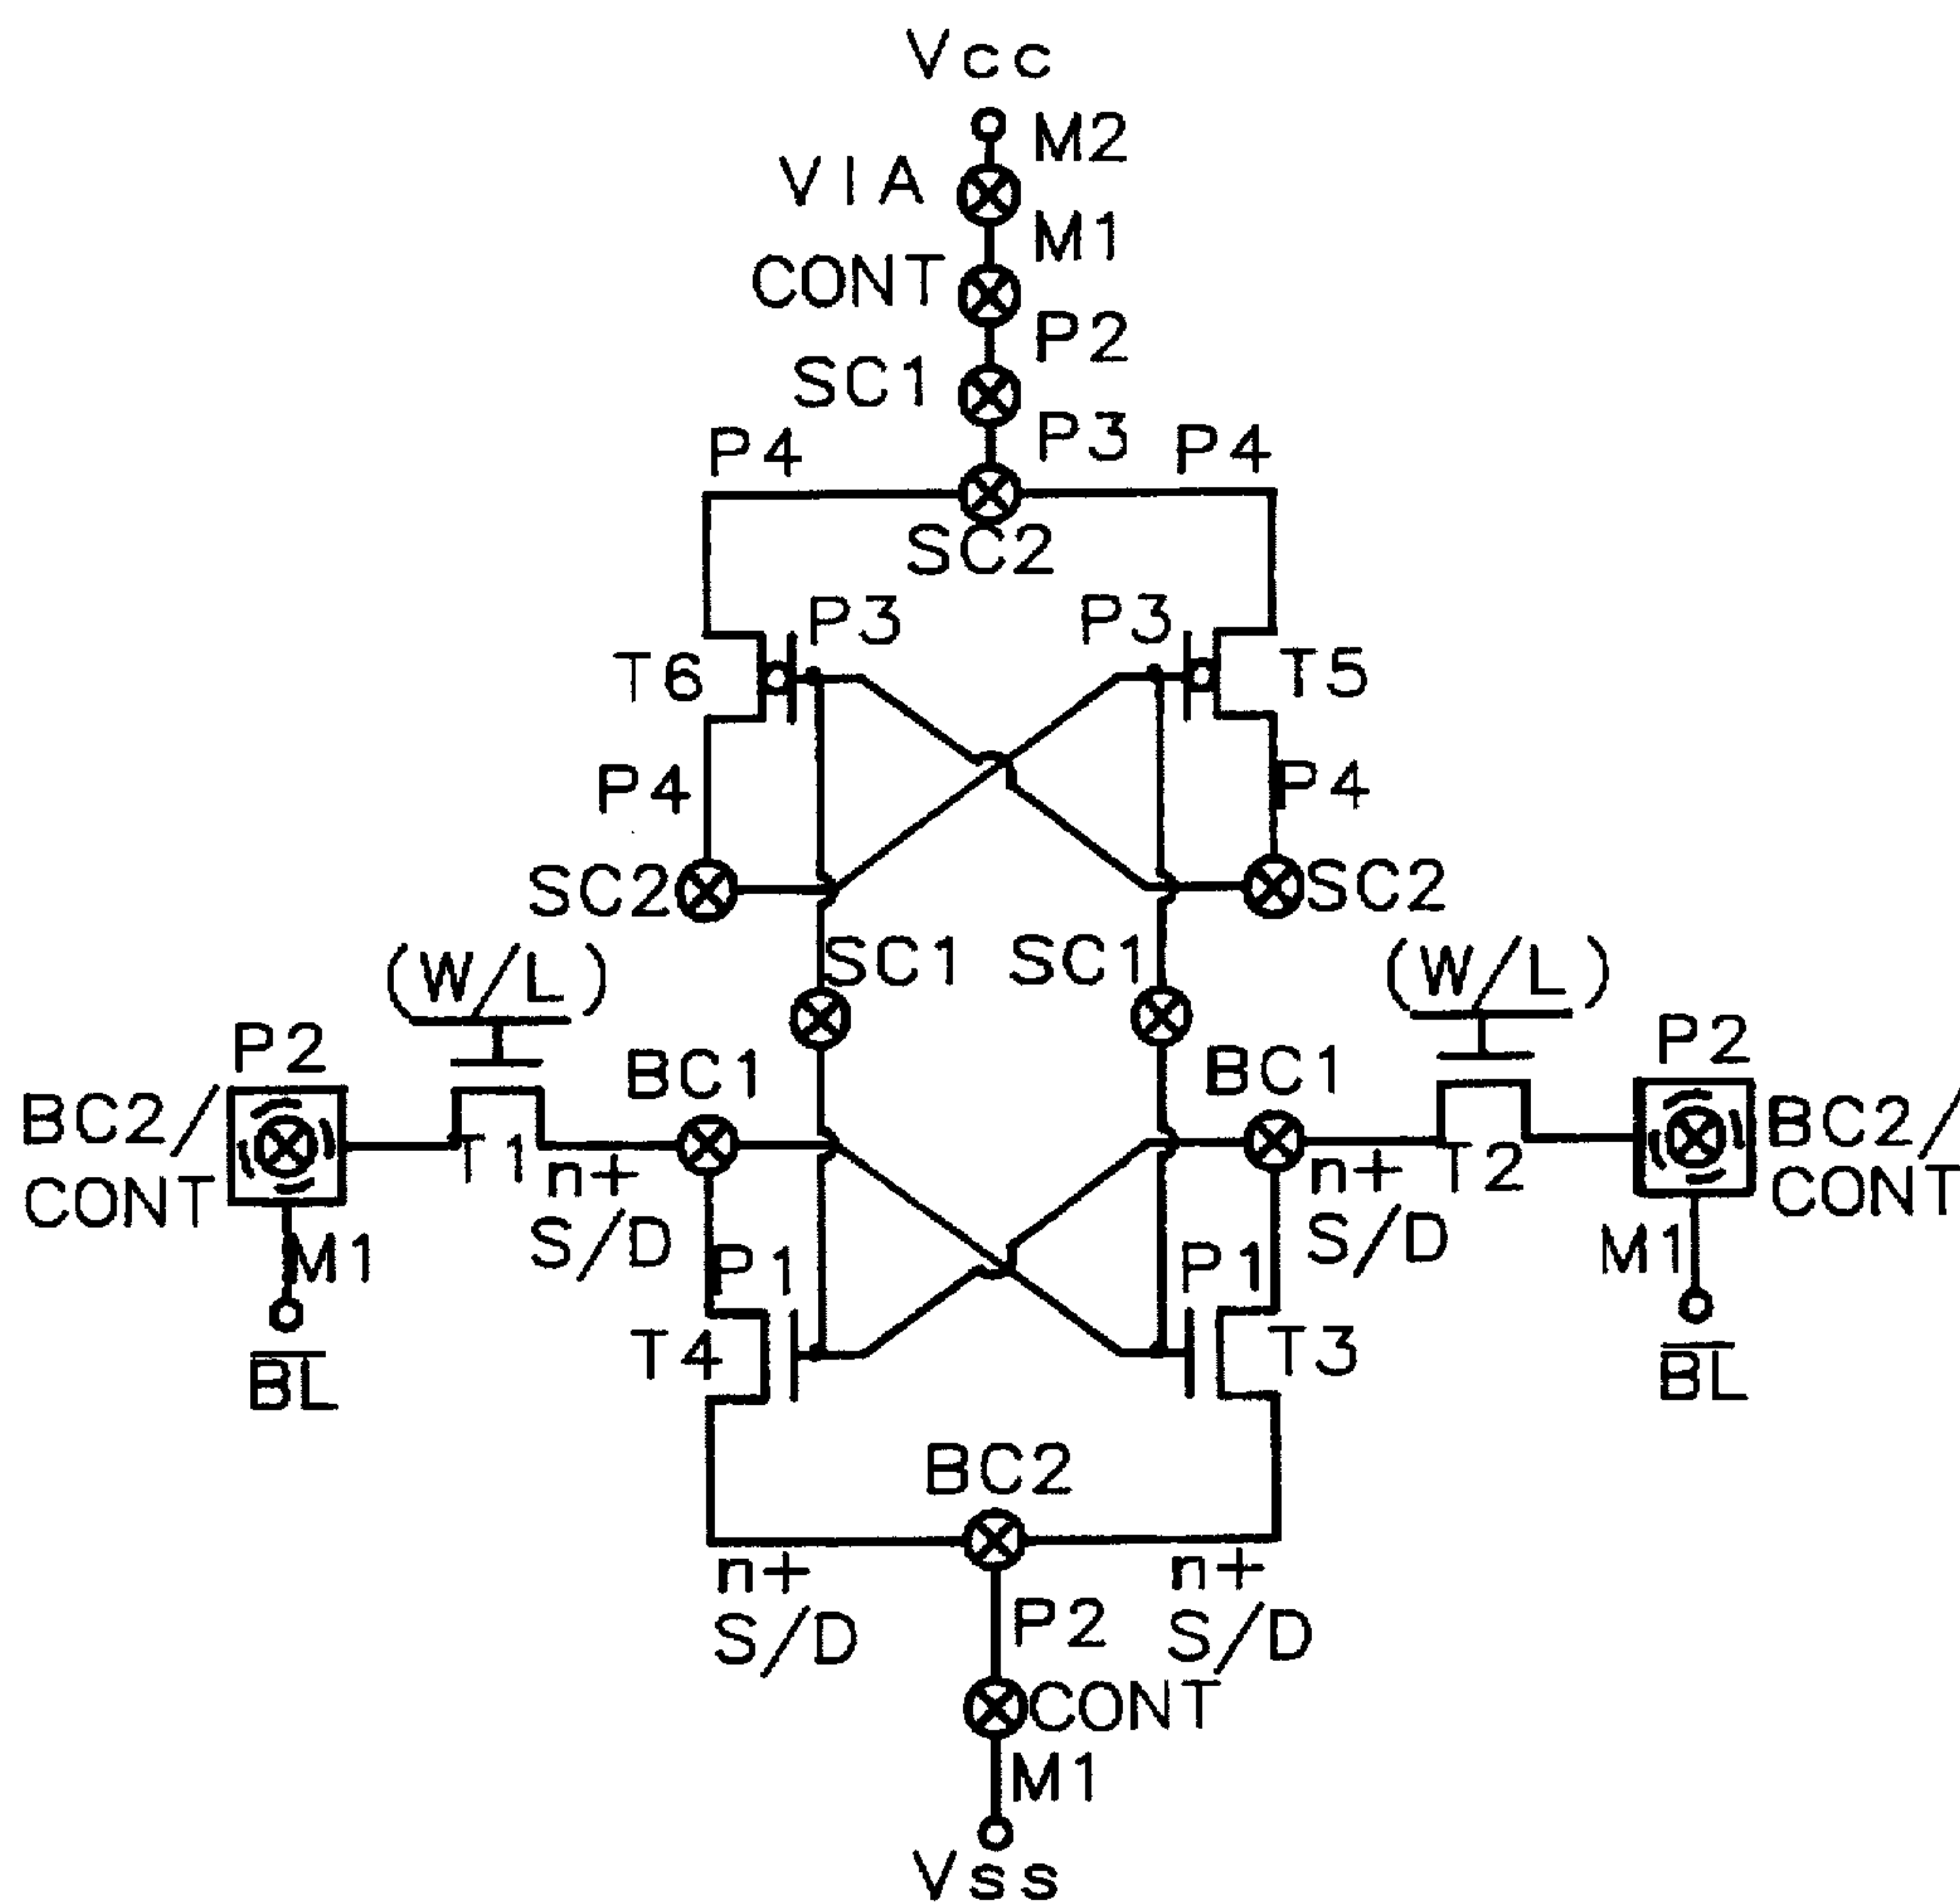 Vcc
M2
VIA
M1
CONT
P2
SC1
P3
P4
P4
SC2
P3
P3
T6
T5
P4
P4
SC2
SC2
SC1
SC1
(W/L)
(W/L)
P2
P2
BC1
BC1
BC2/
CONT
BC2/
CONT
T1
T2
n+
S/D
n+
S/D
M1
P1
P1
M1
T4
T3
B̅L̅
B̅L̅
BC2
n+
S/D
n+
S/D
P2
CONT
M1
Vss